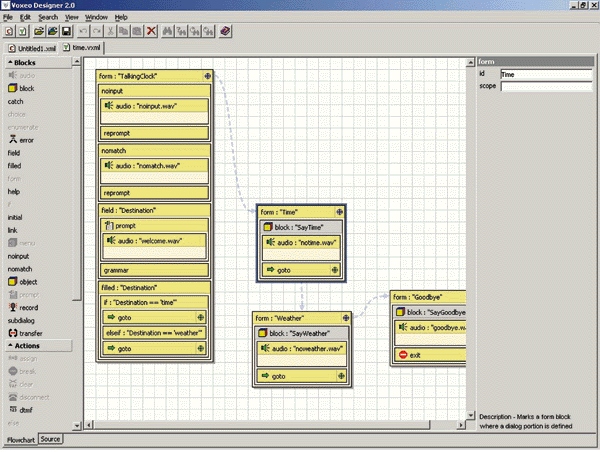 Voxeo Designer 2.0
File Edit Search View Window Help
Untitled1.xml time.vxml
Blocks
audio
block
catch
choice
enumerate
error
field
filled
form
help
if
initial
link
menu
noinput
nomatch
object
prompt
record
subdialog
transfer
Actions
assign
break
clear
disconnect
dtmf
else
form : "TalkingClock"
noinput
audio : "noinput.wav"
reprompt
nomatch
audio : "nomatch.wav"
reprompt
field : "Destination"
prompt
audio : "welcome.wav"
grammar
filled : "Destination"
if : "Destination == 'time'"
goto
elseif : "Destination == 'weather'"
goto
form : "Time"
block : "SayTime"
audio : "notime.wav"
goto
form : "Weather"
block : "SayWeather"
audio : "noweather.wav"
goto
form : "Goodbye"
block : "SayGoodbye
audio : "goodbye.w
exit
form
id Time
scope
Description - Marks a form block
where a dialog portion is defined
Flowchart Source